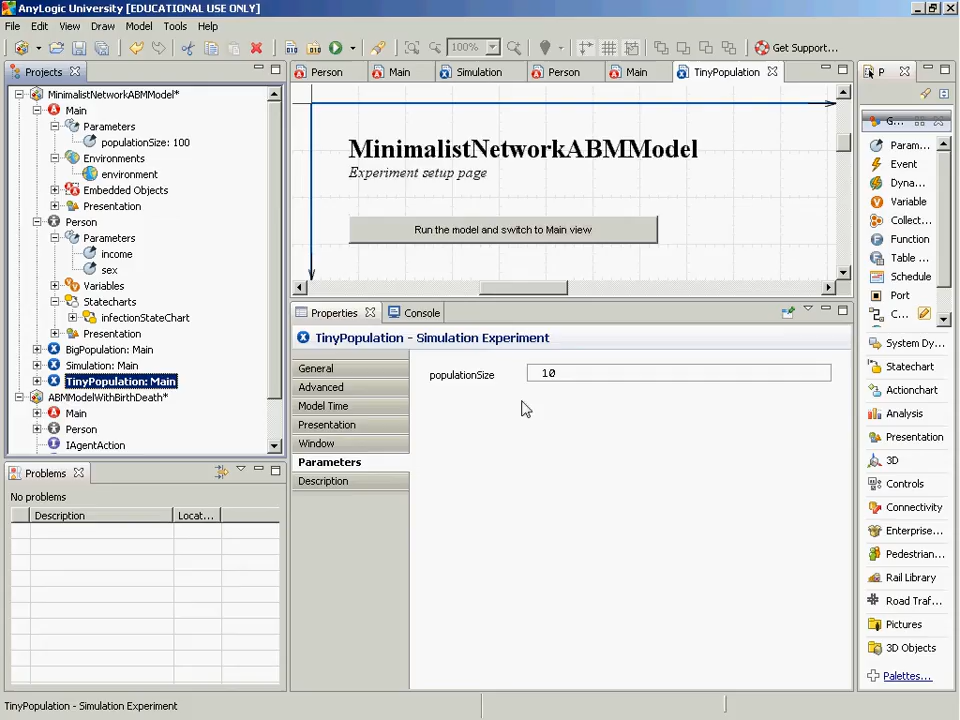 AnyLogic University [EDUCATIONAL USE ONLY]
File Edit View Draw Model Tools Help
100% Get Support...
Projects
MinimalistNetworkABMModel*
Main
Parameters
populationSize: 100
Environments
environment
Embedded Objects
Presentation
Person
Parameters
income
sex
Variables
Statecharts
infectionStateChart
Presentation
BigPopulation: Main
Simulation: Main
TinyPopulation: Main
ABMModelWithBirthDeath*
Main
Person
IAgentAction
Problems
No problems
Description Locat...
Person Main Simulation Person Main TinyPopulation
MinimalistNetworkABMModel
Experiment setup page
Run the model and switch to Main view
Properties Console
TinyPopulation - Simulation Experiment
General
Advanced
Model Time
Presentation
Window
Parameters
Description
populationSize 10
P
G...
Param...
Event
Dyna...
Variable
Collect...
Function
Table ...
Schedule
Port
C...
System Dy...
Statechart
Actionchart
Analysis
Presentation
3D
Controls
Connectivity
Enterprise...
Pedestrian...
Rail Library
Road Traf...
Pictures
3D Objects
Palettes...
TinyPopulation - Simulation Experiment